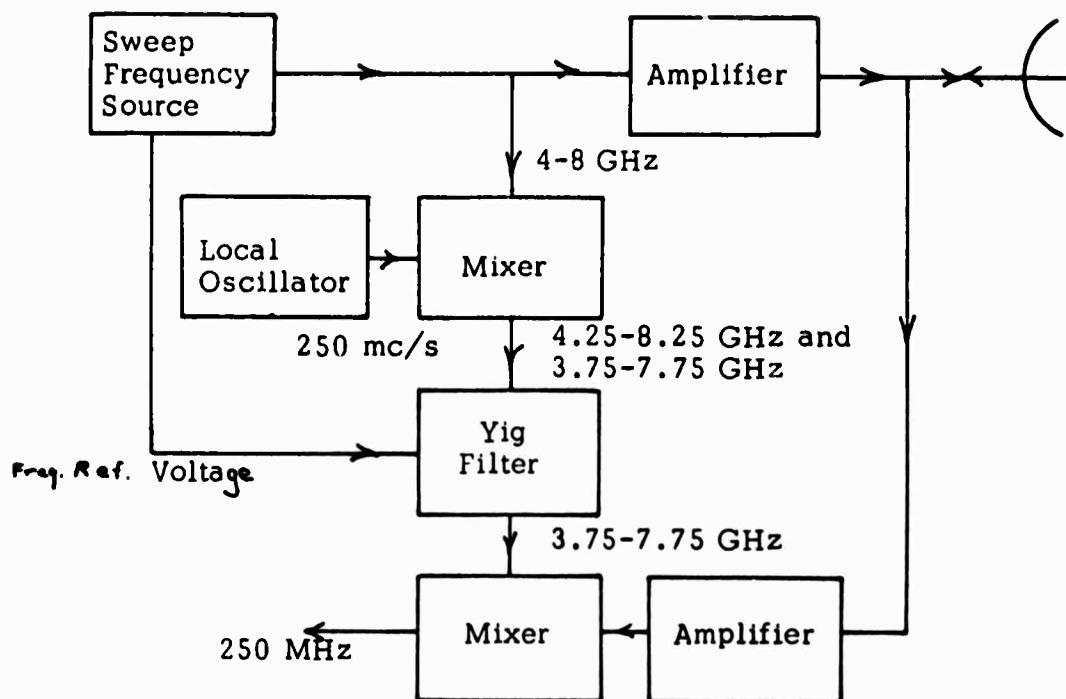 Sweep
Frequency
Source
Amplifier
4-8 GHz
Local
Oscillator
Mixer
250 mc/s
4.25-8.25 GHz and
3.75-7.75 GHz
Yig
Filter
Freq. Ref. Voltage
3.75-7.75 GHz
Mixer
Amplifier
250 MHz